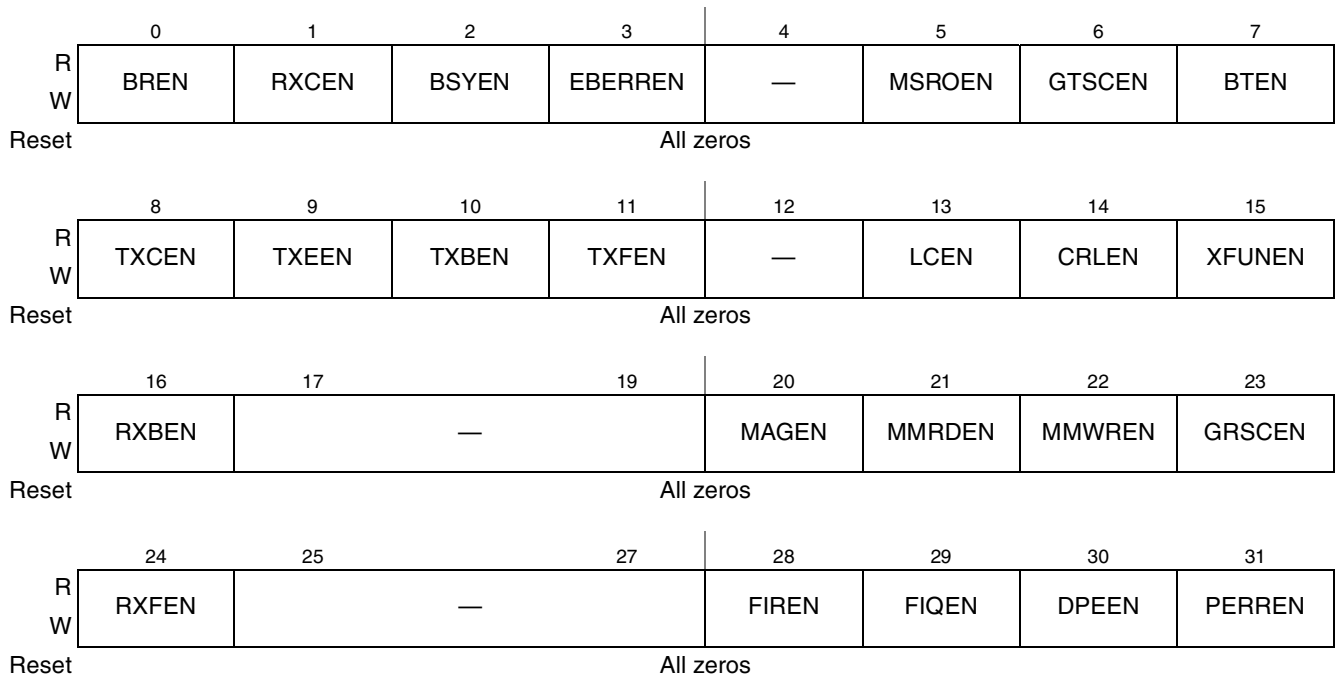 0 1 2 3 4 5 6 7
R
W
BREN RXCEN BSYEN EBERREN — MSROEN GTSCEN BTEN
Reset All zeros
8 9 10 11 12 13 14 15
R
W
TXCEN TXEEN TXBEN TXFEN — LCEN CRLEN XFUNEN
Reset All zeros
16 17 19 20 21 22 23
R
W
RXBEN — MAGEN MMRDEN MMWREN GRSCEN
Reset All zeros
24 25 27 28 29 30 31
R
W
RXFEN — FIREN FIQEN DPEEN PERREN
Reset All zeros